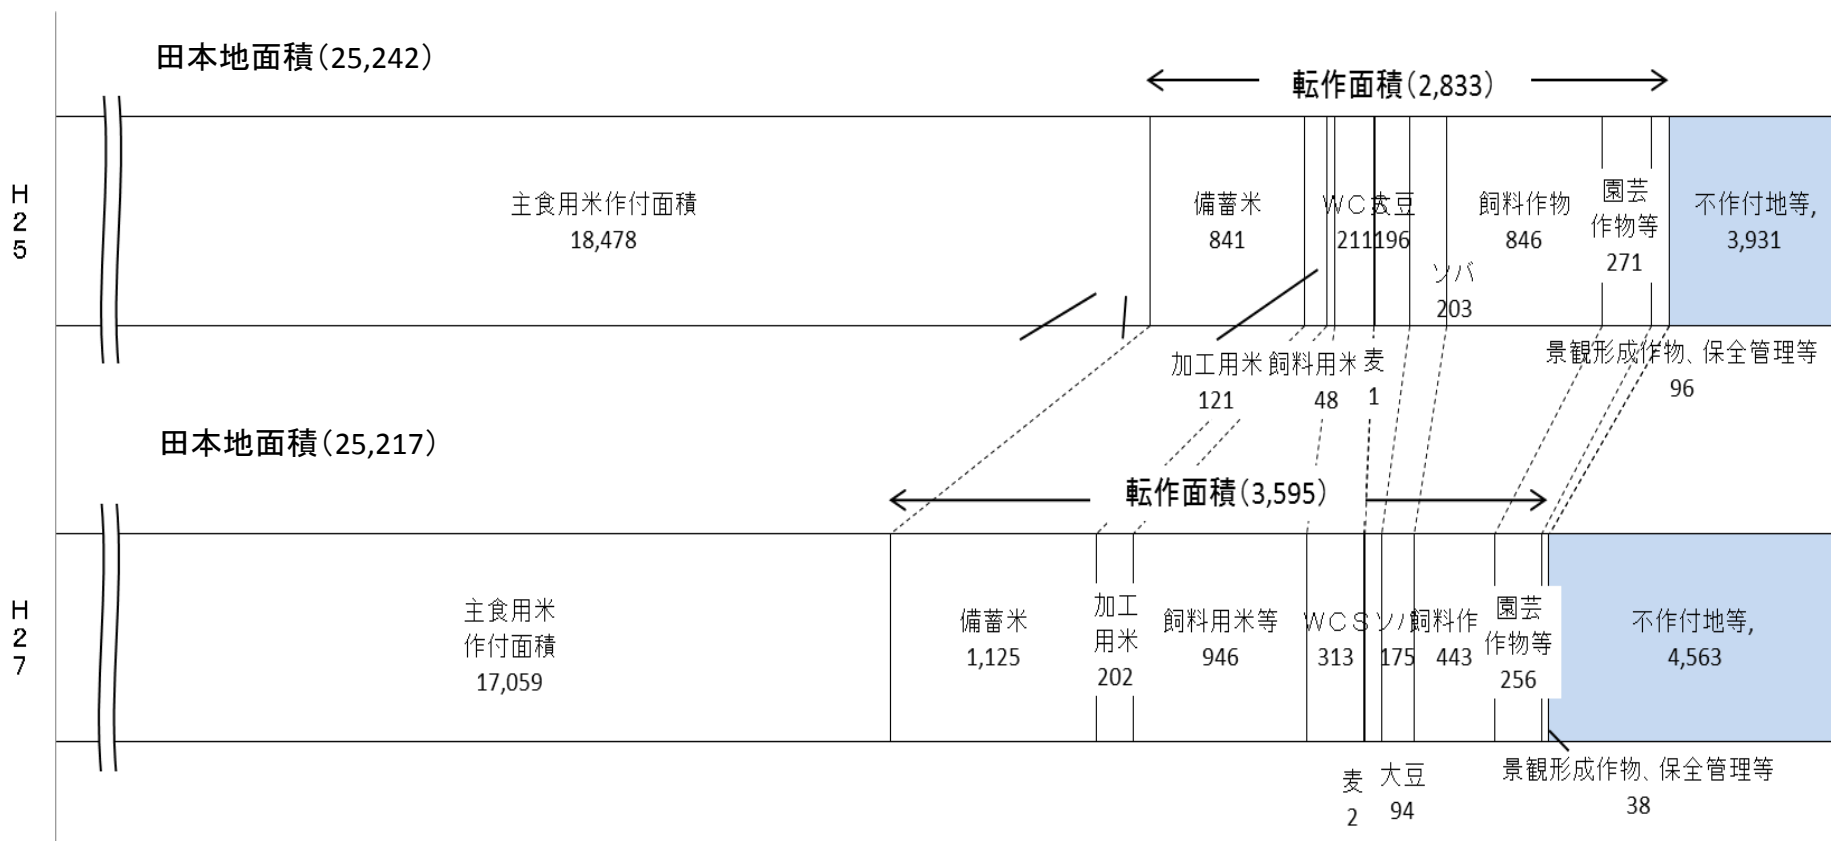 田本地面積(25,242)
転作面積(2,833)
H
2
5
主食用米作付面積
18,478
備蓄米
841
WCS
211
大豆
196
ソバ
203
飼料作物
846
園芸
作物等
271
不作付地等,
3,931
加工用米
121
飼料用米
48
麦
1
景観形成作物、保全管理等
96
田本地面積(25,217)
転作面積(3,595)
H
2
7
主食用米
作付面積
17,059
備蓄米
1,125
加工
用米
202
飼料用米等
946
WCS
313
ソバ
175
飼料作
443
園芸
作物等
256
不作付地等,
4,563
麦
2
大豆
94
景観形成作物、保全管理等
38